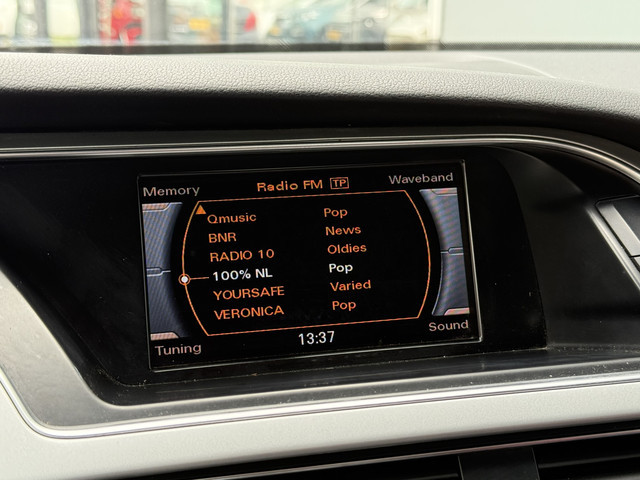 Memory Radio FM TP Waveband
Qmusic Pop
BNR News
RADIO 10 Oldies
100% NL Pop
YOURSAFE Varied
VERONICA Pop
Tuning 13:37 Sound